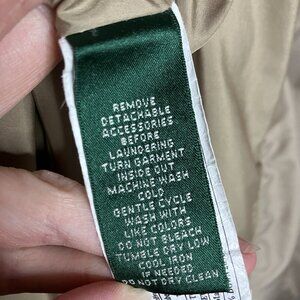 REMOVE
DETACHABLE
ACCESSORIES
BEFORE
LAUNDERING
TURN GARMENT
INSIDE OUT
MACHINE WASH
COLD
GENTLE CYCLE
WASH WITH
LIKE COLORS
DO NOT BLEACH
TUMBLE DRY LOW
COOL IRON
IF NEEDED
DO NOT DRY CLEAN